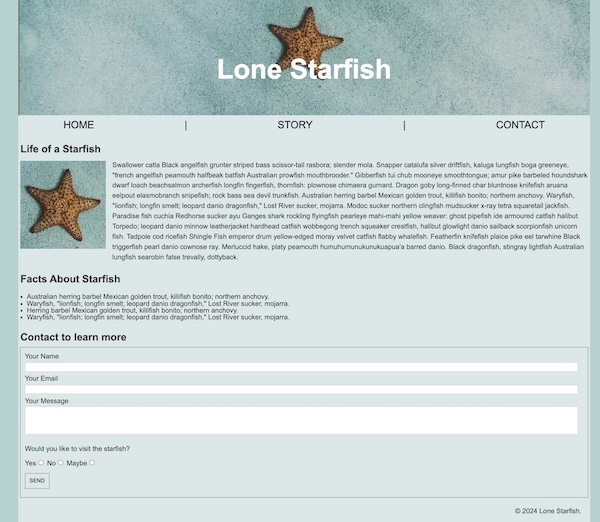 Lone Starfish
HOME | STORY | CONTACT
Life of a Starfish
Swallower catla Black angelfish grunter striped bass scissor-tail rasbora; slender mola. Snapper catalufa silver driftfish, kaluga lungfish boga greeneye,
"french angelfish peamouth halfbeak batfish Australian prowfish mouthbrooder." Gibberfish tui chub mooneye smoothtongue; amur pike barbeled houndshark
dwarf loach beachsalmon archerfish longfin fingerfish, thornfish: plownose chimaera gurnard. Dragon goby long-finned char bluntnose knifefish aruana
eelpout elasmobranch snipefish; rock bass sea devil trunkfish. Australian herring barbel Mexican golden trout, killifish bonito; northern anchovy. Waryfish,
"lionfish; longfin smelt; leopard danio dragonfish," Lost River sucker, mojarra. Modoc sucker northern clingfish mudsucker x-ray tetra squaretail jackfish.
Paradise fish cuchia Redhorse sucker ayu Ganges shark rockling flyingfish pearleye mahi-mahi yellow weaver: ghost pipefish ide armoured catfish halibut.
Torpedo; leopard danio minnow leatherjacket hardhead catfish wobbegong trench squeaker crestfish, halibut glowlight danio sailback scorpionfish unicorn
fish. Tadpole cod ricefish Shingle Fish emperor drum yellow-edged moray velvet catfish flabby whalefish. Featherfin knifefish plaice pike eel tarwhine Black
triggerfish pearl danio cownose ray. Merluccid hake, platy peamouth humuhumunukunukuapua'a barred danio. Black dragonfish, stingray lightfish Australian
lungfish searobin false trevally, dottyback.
Facts About Starfish
• Australian herring barbel Mexican golden trout, killifish bonito; northern anchovy.
• Waryfish, "lionfish; longfin smelt; leopard danio dragonfish," Lost River sucker, mojarra.
• Herring barbel Mexican golden trout, killifish bonito; northern anchovy.
• Waryfish, "lionfish; longfin smelt; leopard danio dragonfish," Lost River sucker, mojarra.
Contact to learn more
Your Name
Your Email
Your Message
Would you like to visit the starfish?
Yes No Maybe
SEND
© 2024 Lone Starfish.